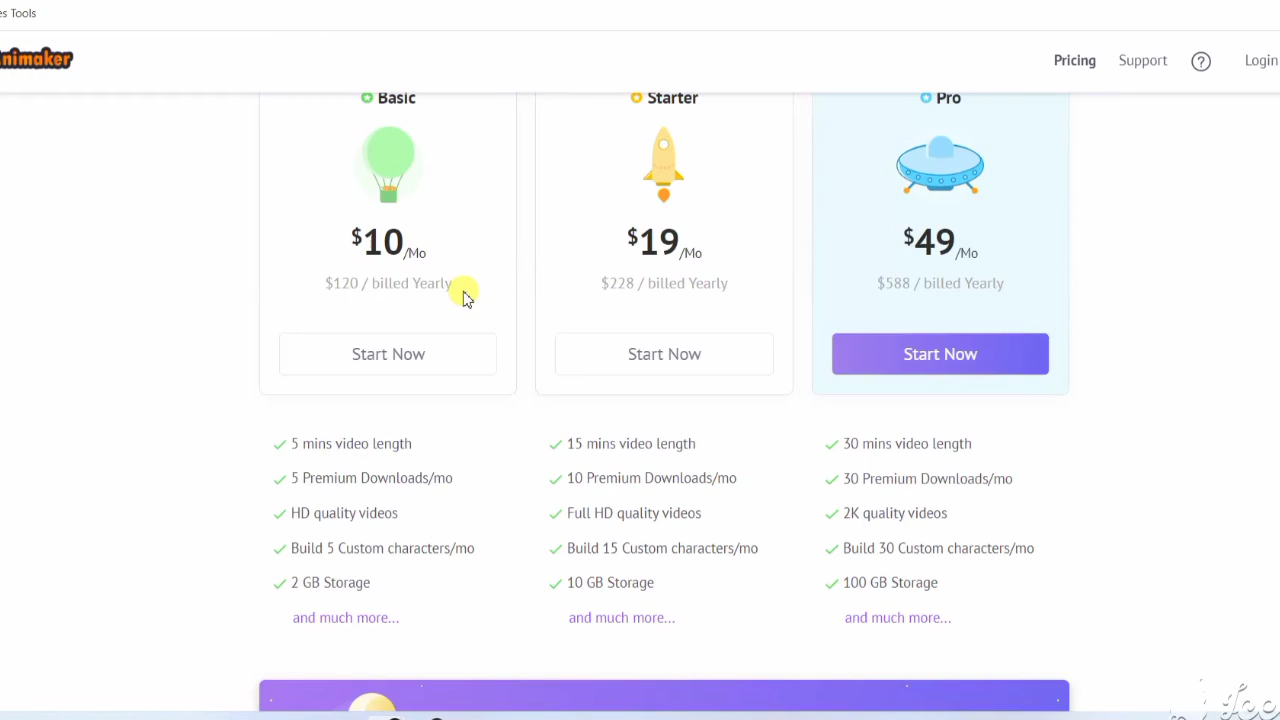 es Tools
nimaker
Pricing Support ? Login
Basic
$10/Mo
$120 / billed Yearly
Start Now
5 mins video length
5 Premium Downloads/mo
HD quality videos
Build 5 Custom characters/mo
2 GB Storage
and much more...
Starter
$19/Mo
$228 / billed Yearly
Start Now
15 mins video length
10 Premium Downloads/mo
Full HD quality videos
Build 15 Custom characters/mo
10 GB Storage
and much more...
Pro
$49/Mo
$588 / billed Yearly
Start Now
30 mins video length
30 Premium Downloads/mo
2K quality videos
Build 30 Custom characters/mo
100 GB Storage
and much more...